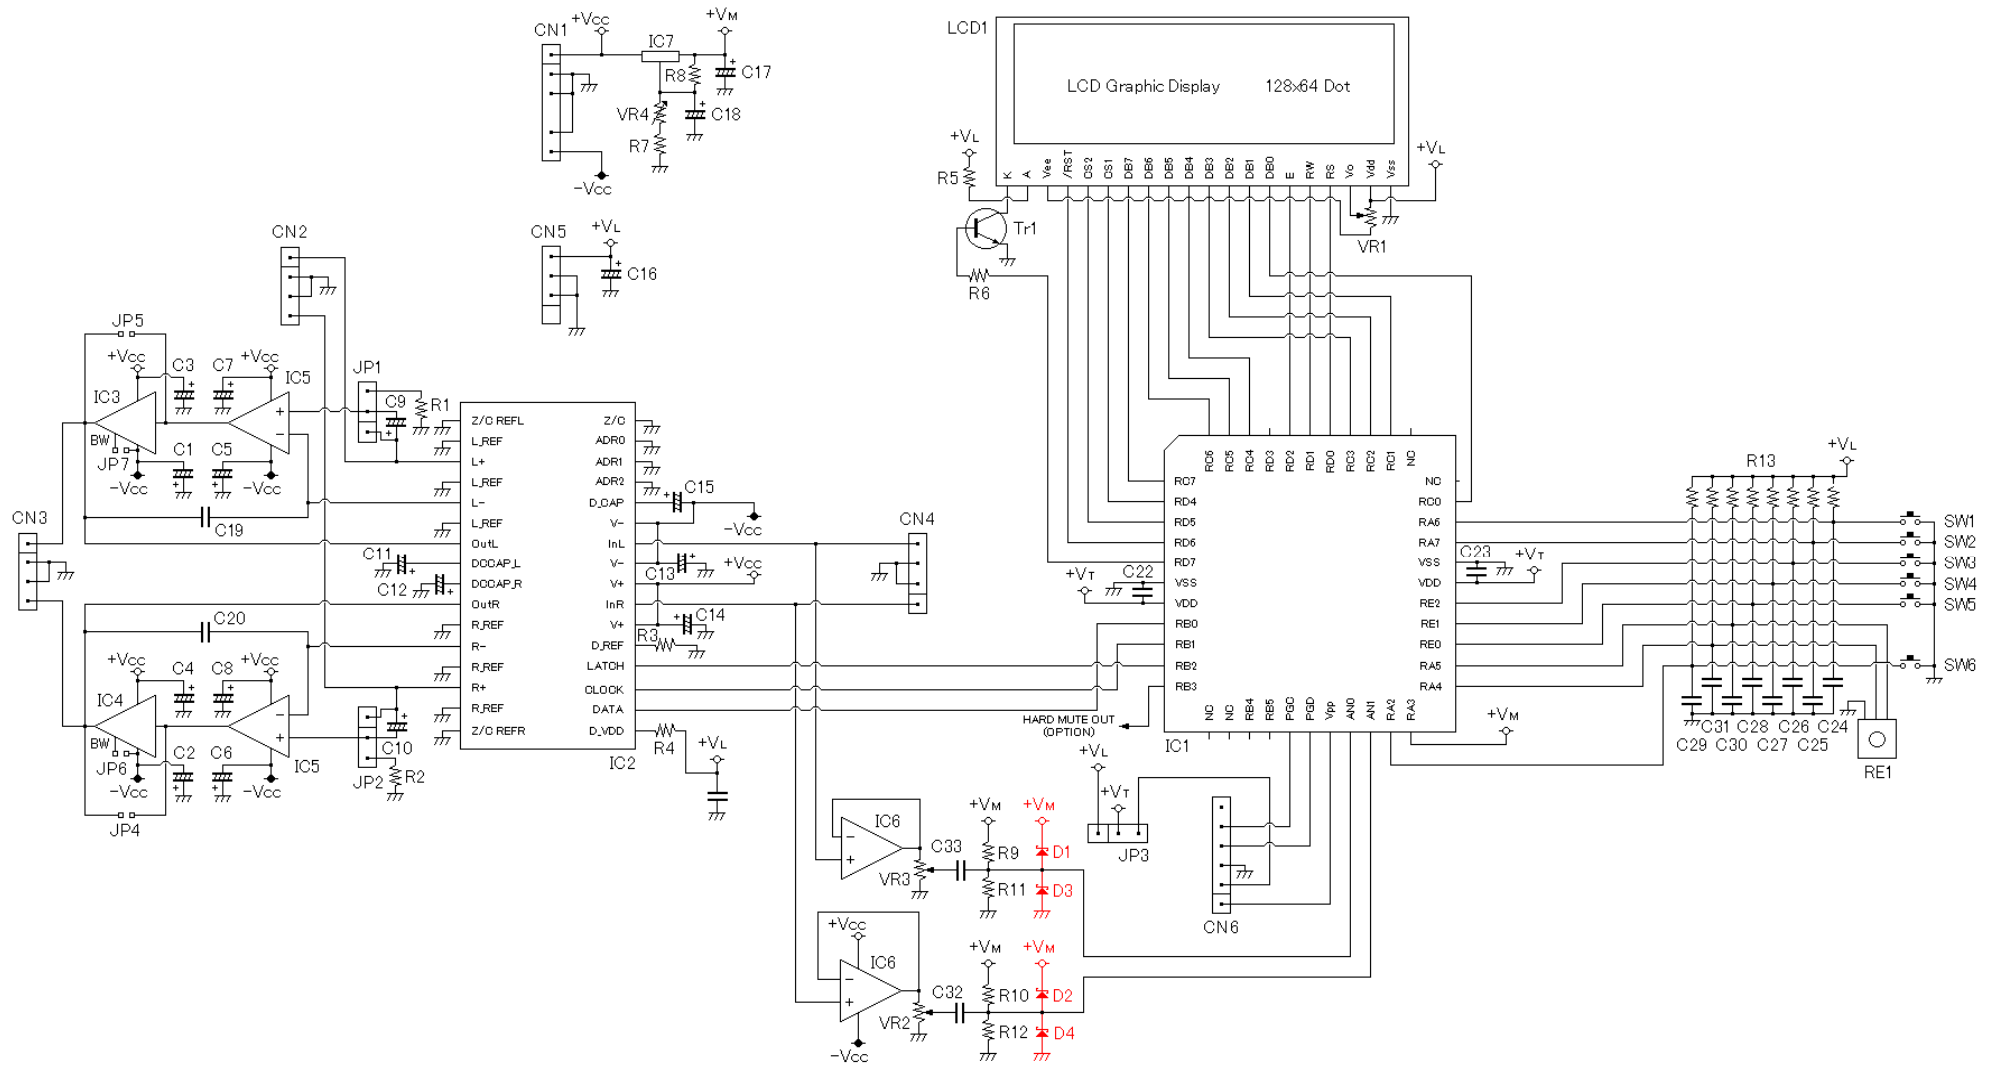 CN1
+VCC
IC7
+VM
R8
C17
VR4
C18
R7
-VCC
LCD1
LCD Graphic Display 128x64 Dot
K A Vee /RST CS2 CS1 DB7 DB6 DB5 DB4 DB3 DB2 DB1 DB0 E RW RS Vo Vdd Vss
+VL
R5
Tr1
R6
+VL
VR1
CN5
+VL
C16
CN2
JP5
+VCC
C3
C7
+VCC
IC5
IC3
BW
JP7
C1
C5
-VCC
-VCC
JP1
C9
R1
C19
CN3
C11
C12
C20
+VCC
C4
C8
+VCC
IC4
BW
JP6
C2
C6
IC5
-VCC
-VCC
JP4
C10
JP2
R2
Z/C REFL
L_REF
L+
L_REF
L-
L_REF
OutL
DCCAP_L
DCCAP_R
OutR
R_REF
R-
R_REF
R+
R_REF
Z/C REFR
Z/C
ADR0
ADR1
ADR2
D_CAP
V-
InL
V-
V+
InR
V+
D_REF
LATCH
CLOCK
DATA
D_VDD
IC2
C15
-VCC
C13
+VCC
C14
R3
R4
+VL
CN4
RC6 RC5 RC4 RD3 RD2 RD1 RD0 RC3 RC2 RC1 NC
RC7
RD4
RD5
RD6
RD7
VSS
VDD
RB0
RB1
RB2
RB3
NC
RC0
RA6
RA7
VSS
VDD
RE2
RE1
RE0
RA5
RA4
NC NC RB4 RB5 PGC PGD Vpp AN0 AN1 RA2 RA3
IC1
+VT
C22
C23
+VT
HARD MUTE OUT
(OPTION)
+VM
R13
+VL
SW1
SW2
SW3
SW4
SW5
SW6
C31 C28 C26 C24
C29 C30 C27 C25
RE1
+VL
+VT
JP3
CN6
IC6
VR3
C33
+VM
R9
R11
+VM
D1
D3
+VCC
IC6
VR2
-VCC
C32
+VM
R10
R12
+VM
D2
D4